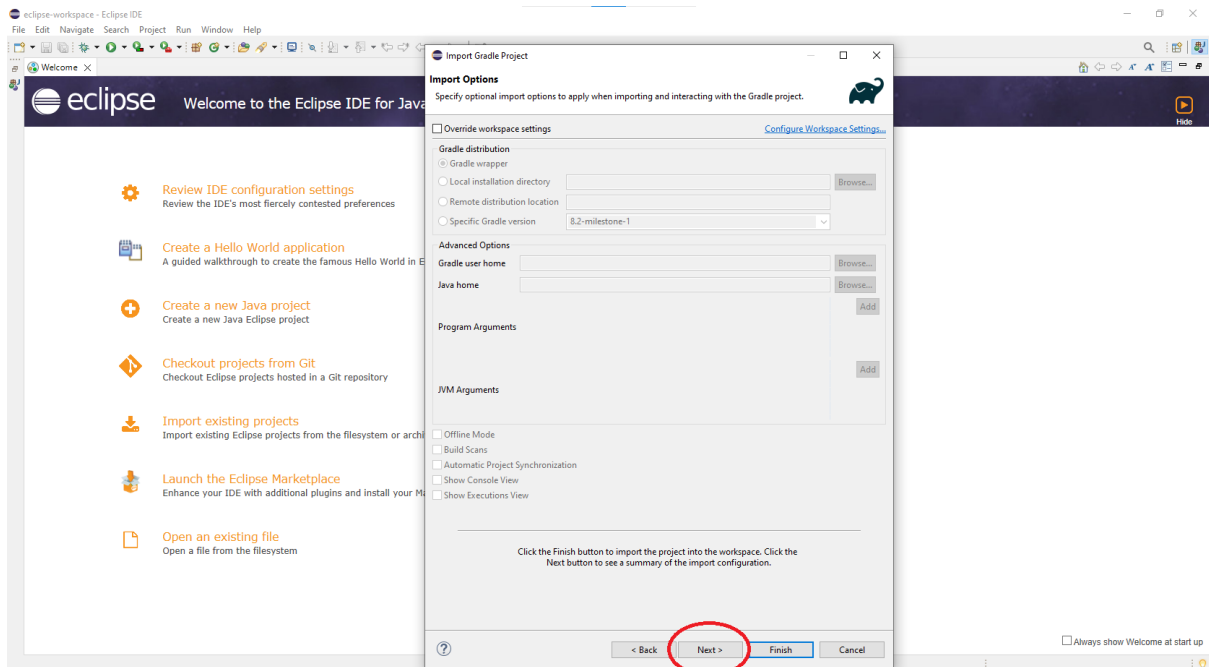 eclipse-workspace - Eclipse IDE
File Edit Navigate Search Project Run Window Help
Welcome
eclipse Welcome to the Eclipse IDE for Java
Hide
Review IDE configuration settings
Review the IDE's most fiercely contested preferences
Create a Hello World application
A guided walkthrough to create the famous Hello World in E
Create a new Java project
Create a new Java Eclipse project
Checkout projects from Git
Checkout Eclipse projects hosted in a Git repository
Import existing projects
Import existing Eclipse projects from the filesystem or archi
Launch the Eclipse Marketplace
Enhance your IDE with additional plugins and install your Ma
Open an existing file
Open a file from the filesystem
Always show Welcome at start up
Import Gradle Project
Import Options
Specify optional import options to apply when importing and interacting with the Gradle project.
Override workspace settings Configure Workspace Settings...
Gradle distribution
Gradle wrapper
Local installation directory Browse...
Remote distribution location
Specific Gradle version 8.2-milestone-1
Advanced Options
Gradle user home Browse...
Java home Browse...
Add
Program Arguments
Add
JVM Arguments
Offline Mode
Build Scans
Automatic Project Synchronization
Show Console View
Show Executions View
Click the Finish button to import the project into the workspace. Click the
Next button to see a summary of the import configuration.
< Back Next > Finish Cancel